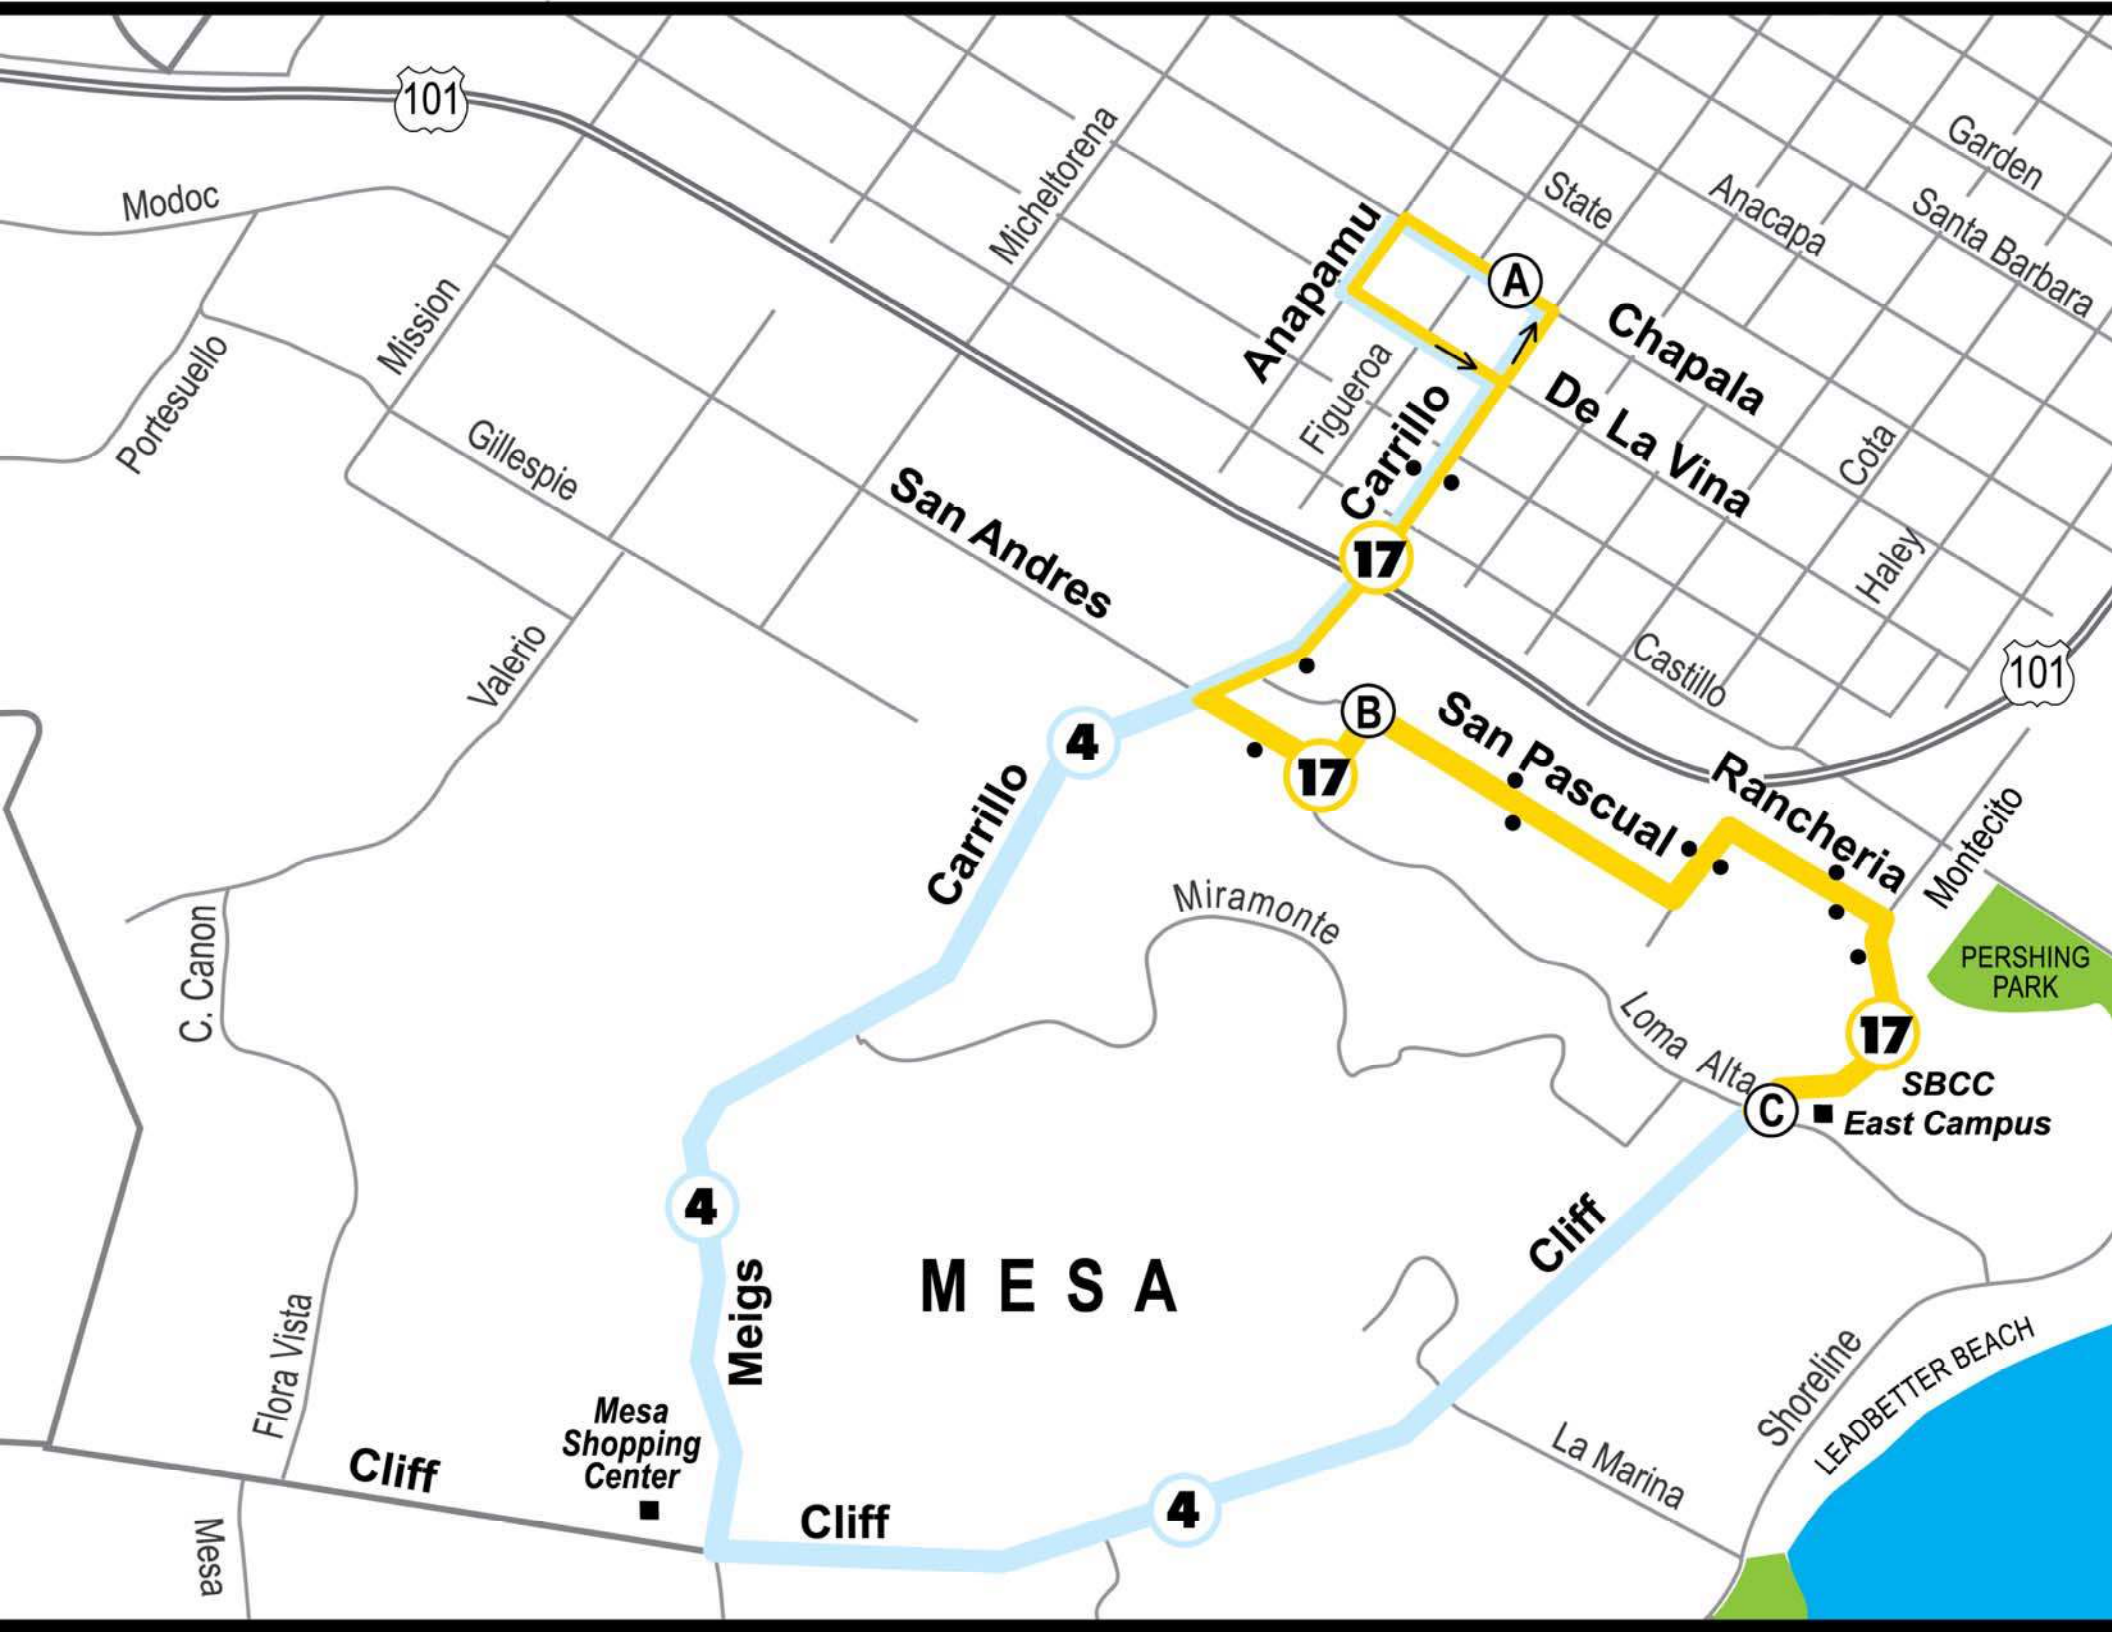 101
Modoc
Garden
Micheltorena
State
Anacapa
Santa Barbara
Anapamu
A
Mission
Portesuello
Chapala
Figueroa
De La Vina
Carrillo
Gillespie
Cota
San Andres
17
Haley
Valerio
Castillo
101
B
San Pascual
4
17
Rancheria
Carrillo
Montecito
Miramonte
C. Canon
PERSHING
PARK
Loma Alta
17
SBCC
East Campus
C
4
Cliff
MESA
Meigs
Flora Vista
Shoreline
LEADBETTER BEACH
Mesa
Shopping
Center
La Marina
Cliff
Cliff
4
Mesa